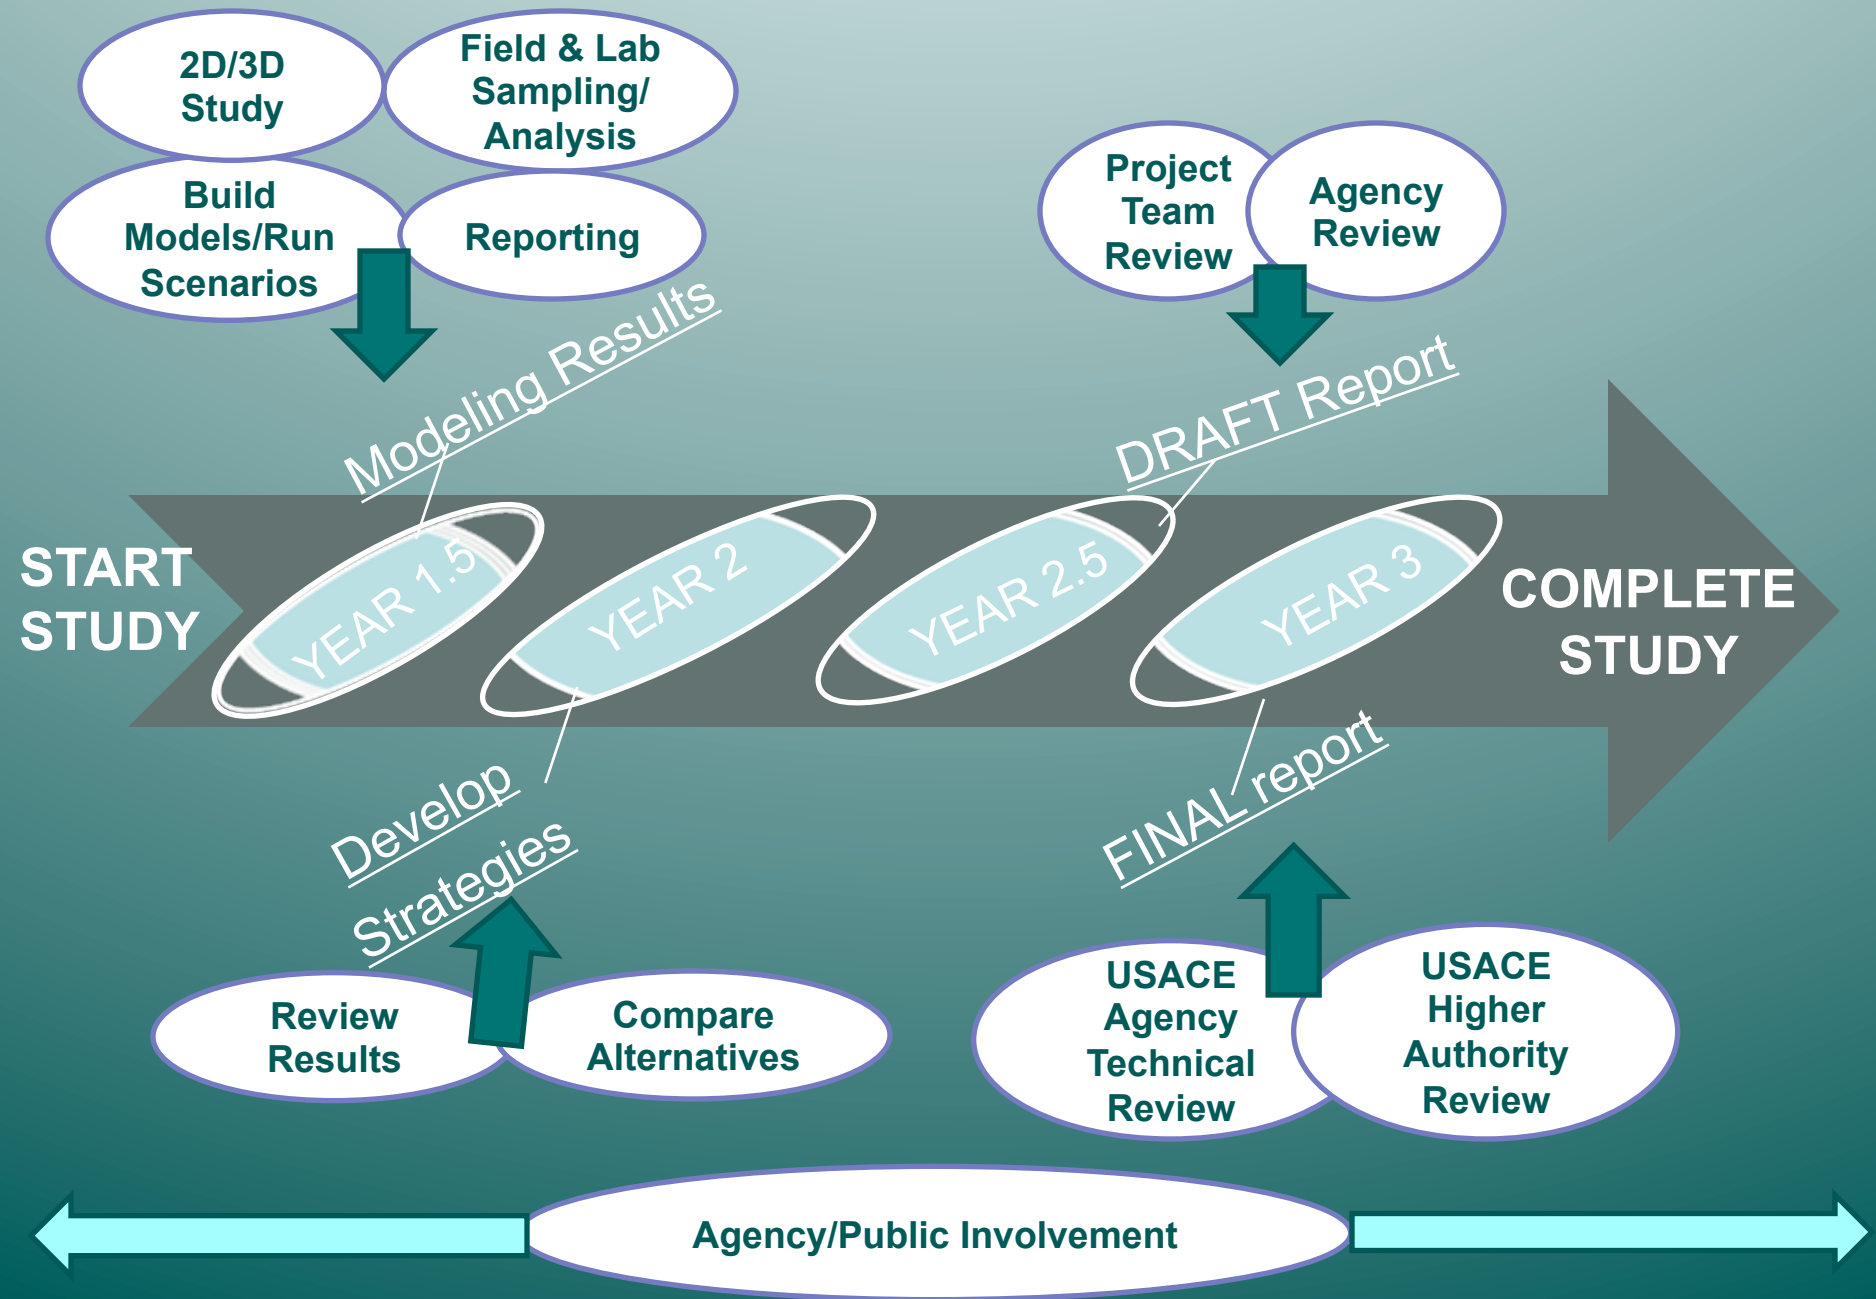 2D/3D
Study
Field & Lab
Sampling/
Analysis
Build
Models/Run
Scenarios
Reporting
Project
Team
Review
Agency
Review
Modeling Results
DRAFT Report
START
STUDY
YEAR 1.5
YEAR 2
YEAR 2.5
YEAR 3
COMPLETE
STUDY
Develop
Strategies
FINAL report
Review
Results
Compare
Alternatives
USACE
Agency
Technical
Review
USACE
Higher
Authority
Review
Agency/Public Involvement